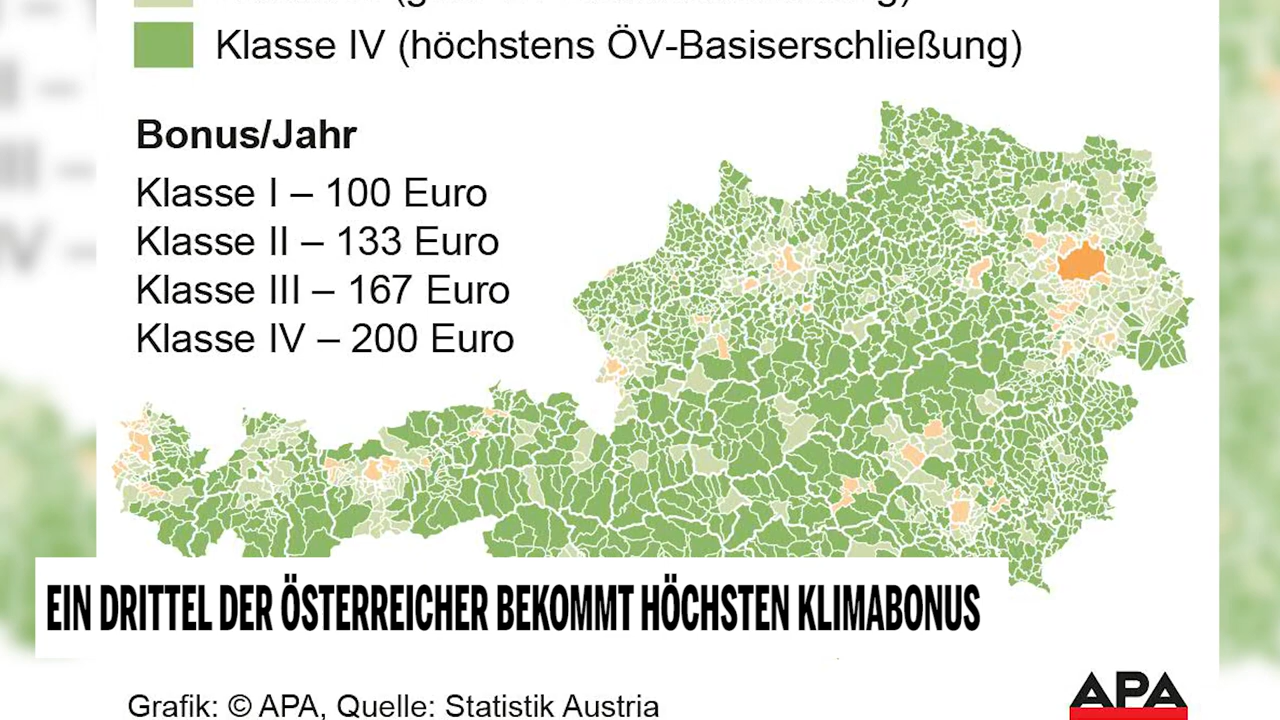 Klasse IV (höchstens ÖV-Basiserschließung)
Bonus/Jahr
Klasse I – 100 Euro
Klasse II – 133 Euro
Klasse III – 167 Euro
Klasse IV – 200 Euro
EIN DRITTEL DER ÖSTERREICHER BEKOMMT HÖCHSTEN KLIMABONUS
Grafik: © APA, Quelle: Statistik Austria
APA